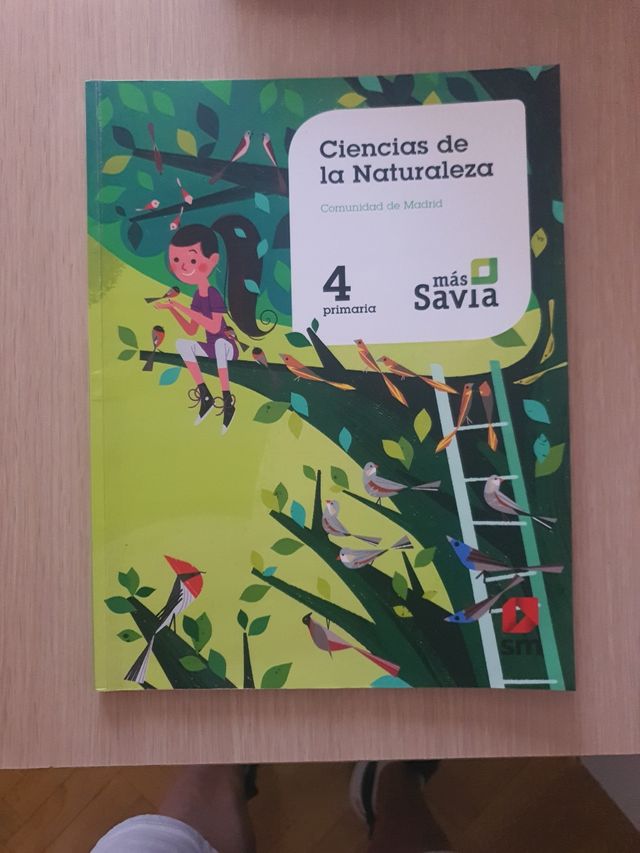 Ciencias de
la Naturaleza
Comunidad de Madrid
4
primaria
más
Savia
sm